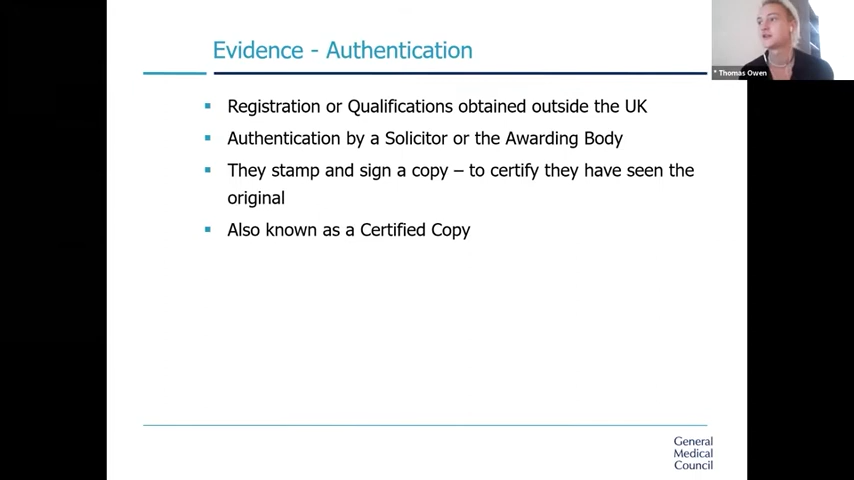 Evidence - Authentication
* Thomas Owen
▪ Registration or Qualifications obtained outside the UK
▪ Authentication by a Solicitor or the Awarding Body
▪ They stamp and sign a copy – to certify they have seen the
original
▪ Also known as a Certified Copy
General
Medical
Council